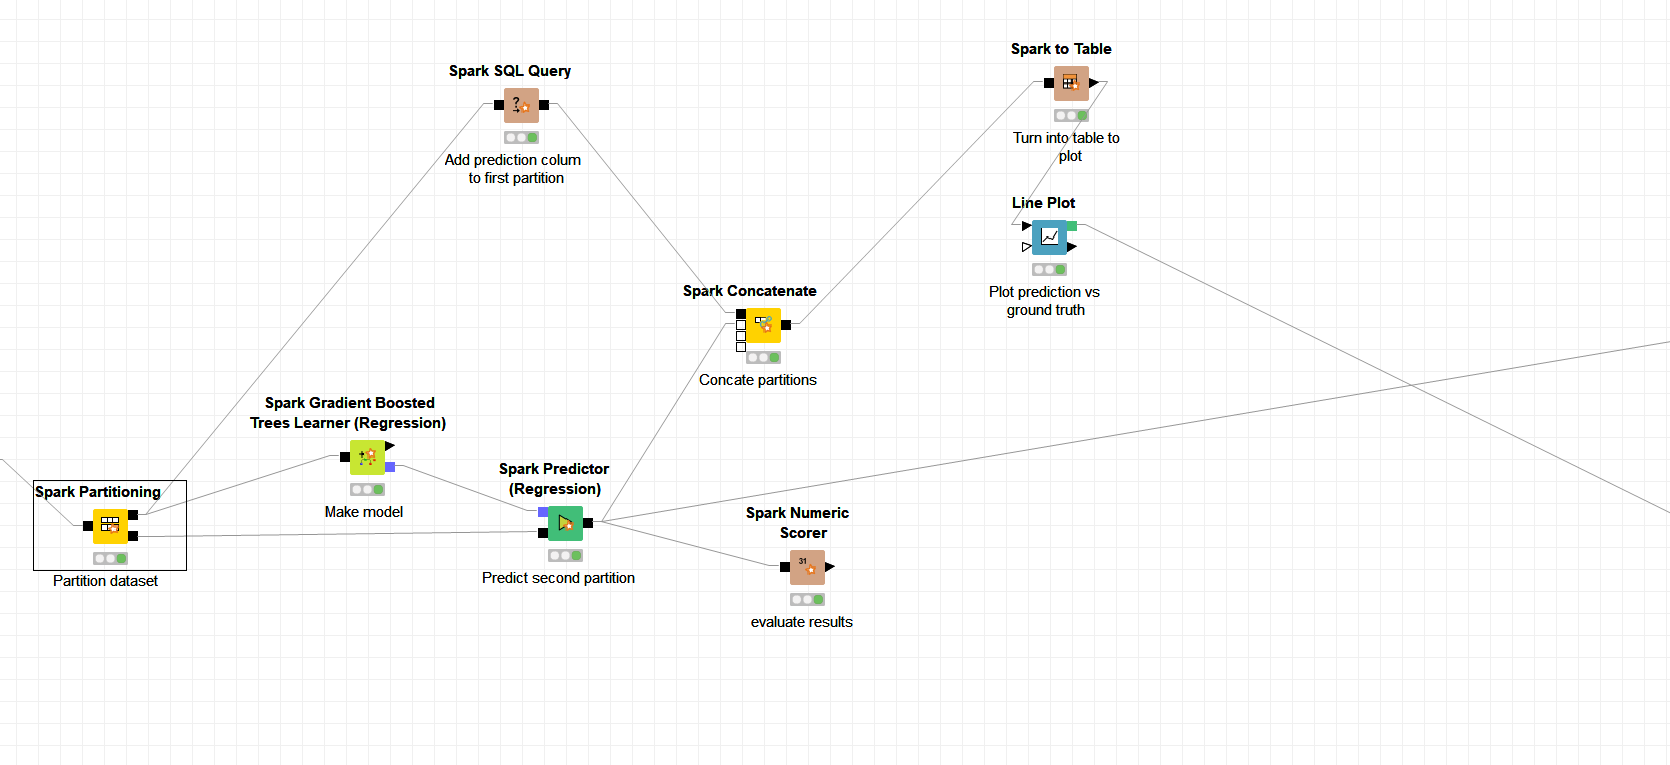 Spark to Table
Turn into table to
plot
Spark SQL Query
?
Add prediction colum
to first partition
Line Plot
Plot prediction vs
ground truth
Spark Concatenate
Concate partitions
Spark Gradient Boosted
Trees Learner (Regression)
Make model
Spark Predictor
(Regression)
Predict second partition
Spark Partitioning
Partition dataset
Spark Numeric
Scorer
31
evaluate results